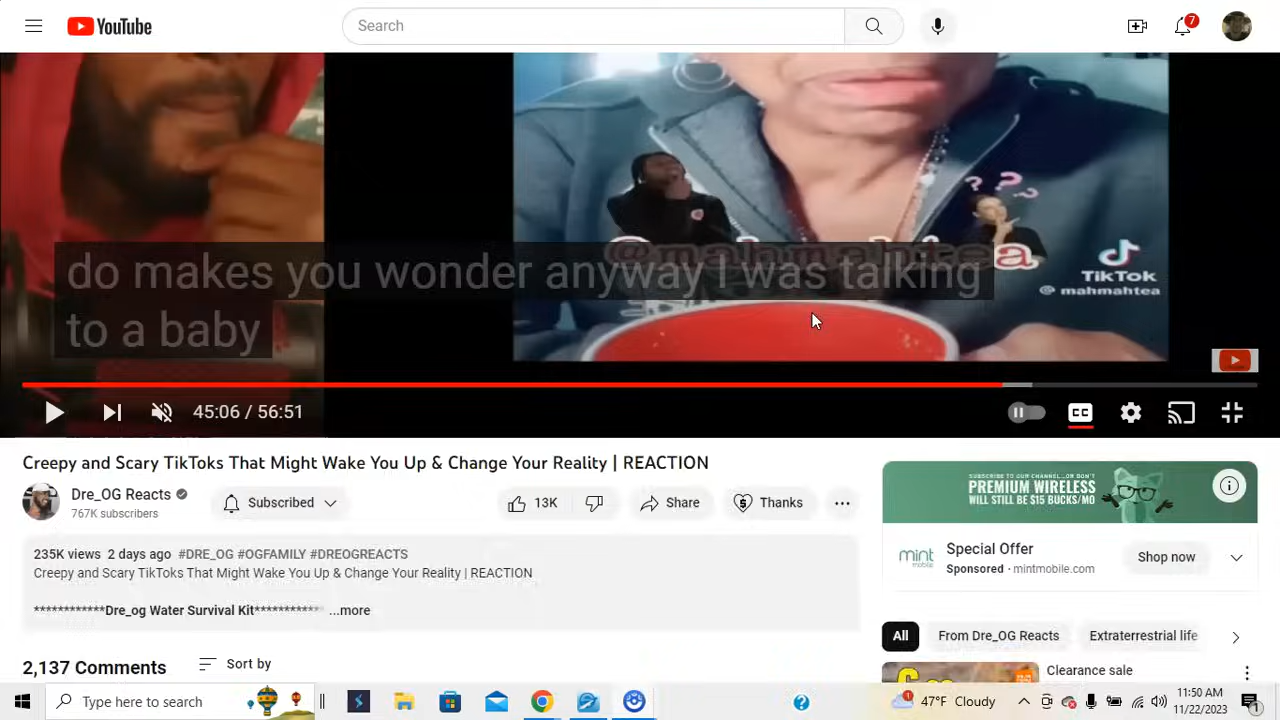 YouTube
Search
7
do makes you wonder anyway I was talking
to a baby
TikTok
@ mahmahtea
45:06 / 56:51
CC
Creepy and Scary TikToks That Might Wake You Up & Change Your Reality | REACTION
Dre_OG Reacts
767K subscribers
Subscribed
13K
Share
Thanks
235K views 2 days ago #DRE_OG #OGFAMILY #DREOGREACTS
Creepy and Scary TikToks That Might Wake You Up & Change Your Reality | REACTION
************Dre_og Water Survival Kit************ ...more
2,137 Comments
Sort by
SUBSCRIBE TO OUR CHANNEL...OR DON'T
PREMIUM WIRELESS
WILL STILL BE $15 BUCKS/MO
mint
mobile
Special Offer
Sponsored · mintmobile.com
Shop now
All
From Dre_OG Reacts
Extraterrestrial life
Clearance sale
Type here to search
47°F Cloudy
11:50 AM
11/22/2023